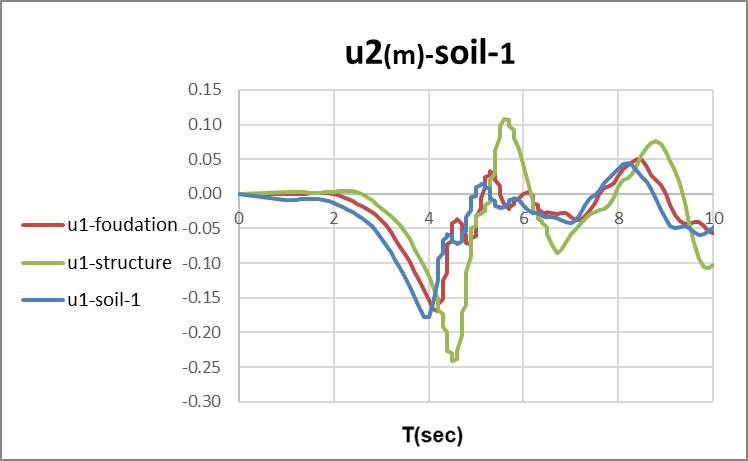 u2(m)-soil-1
0.15
0.10
0.05
0.00
-0.05
-0.10
-0.15
-0.20
-0.25
-0.30
0 2 4 6 8 10
u1-foudation
u1-structure
u1-soil-1
T(sec)